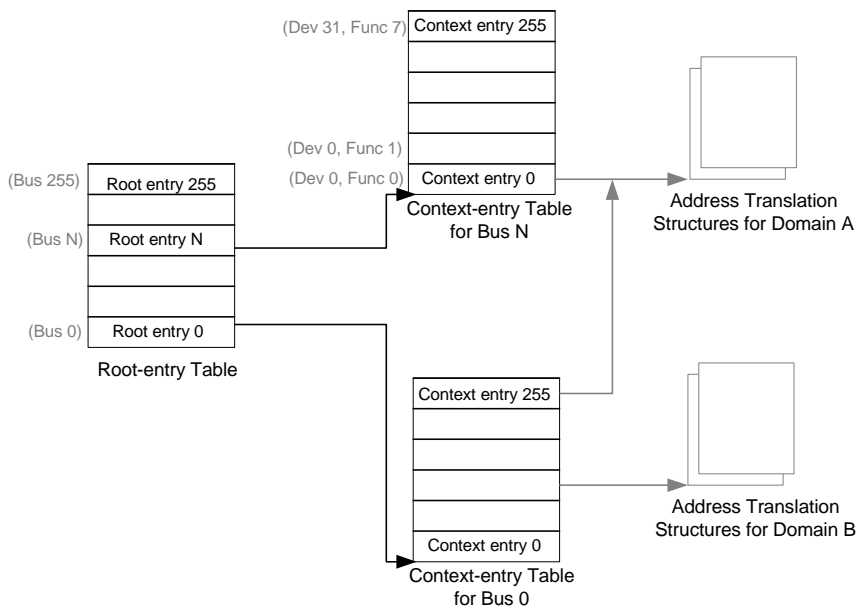 (Dev 31, Func 7)
Context entry 255
(Dev 0, Func 1)
(Dev 0, Func 0)
Context entry 0
Context-entry Table
for Bus N
Address Translation
Structures for Domain A
(Bus 255)
Root entry 255
(Bus N)
Root entry N
(Bus 0)
Root entry 0
Root-entry Table
Context entry 255
Context entry 0
Context-entry Table
for Bus 0
Address Translation
Structures for Domain B